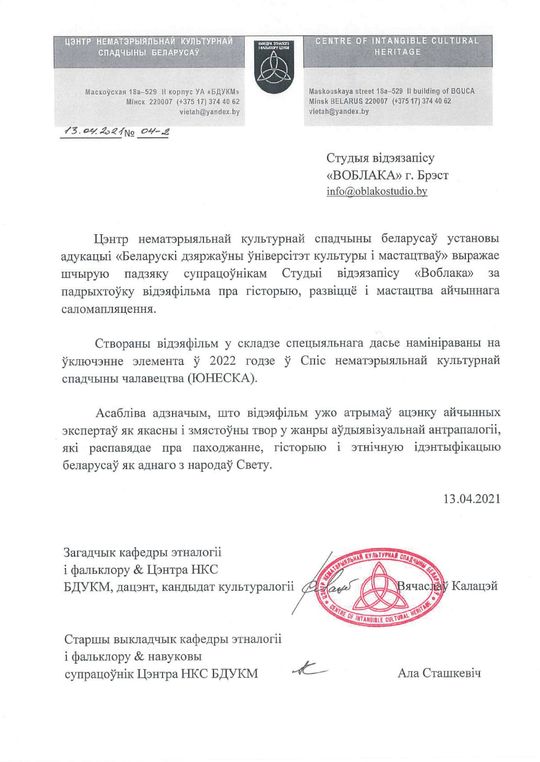 ЦЭНТР НЕМАТЭРЫЯЛЬНАЙ КУЛЬТУРНАЙ
СПАДЧЫНЫ БЕЛАРУСАЎ
Маскоўская 18а–529 II корпус УА «БДУКМ»
Мінск 220007 (+375 17) 374 40 62
vietah@yandex.by
CENTRE OF INTANGIBLE CULTURAL
HERITAGE
Maskouskaya street 18a–529 II building of BGUCA
Minsk BELARUS 220007 (+375 17) 374 40 62
vietah@yandex.by
13.04.2021 № 04-2
Студыя відэязапісу
«ВОБЛАКА» г. Брэст
info@oblakostudio.by
Цэнтр нематэрыяльнай культурнай спадчыны беларусаў установы
адукацыі «Беларускі дзяржаўны ўніверсітэт культуры і мастацтваў» выражае
шчырую падзяку супрацоўнікам Студыі відэязапісу «Воблака» за
падрыхтоўку відэяфільма пра гісторыю, развіццё і мастацтва айчыннага
саломапляцення.
Створаны відэяфільм у складзе спецыяльнага дасье намініраваны на
ўключэнне элемента ў 2022 годзе ў Спіс нематэрыяльнай культурнай
спадчыны чалавецтва (ЮНЕСКА).
Асабліва адзначым, што відэяфільм ужо атрымаў ацэнку айчынных
экспертаў як якасны і змястоўны твор у жанры аўдыявізуальнай антрапалогіі,
які распавядае пра паходжанне, гісторыю і этнічную ідэнтыфікацыю
беларусаў як аднаго з народаў Свету.
13.04.2021
Загадчык кафедры этналогіі
і фальклору & Цэнтра НКС
БДУКМ, дацэнт, кандыдат культуралогіі Вячаслаў Калацэй
ЦЭНТР НЕМАТЭРЫЯЛЬНАЙ КУЛЬТУРНАЙ СПАДЧЫНЫ БЕЛАРУСАЎ
CENTRE OF INTANGIBLE CULTURAL HERITAGE
Старшы выкладчык кафедры этналогіі
і фальклору & навуковы
супрацоўнік Цэнтра НКС БДУКМ Ала Сташкевіч